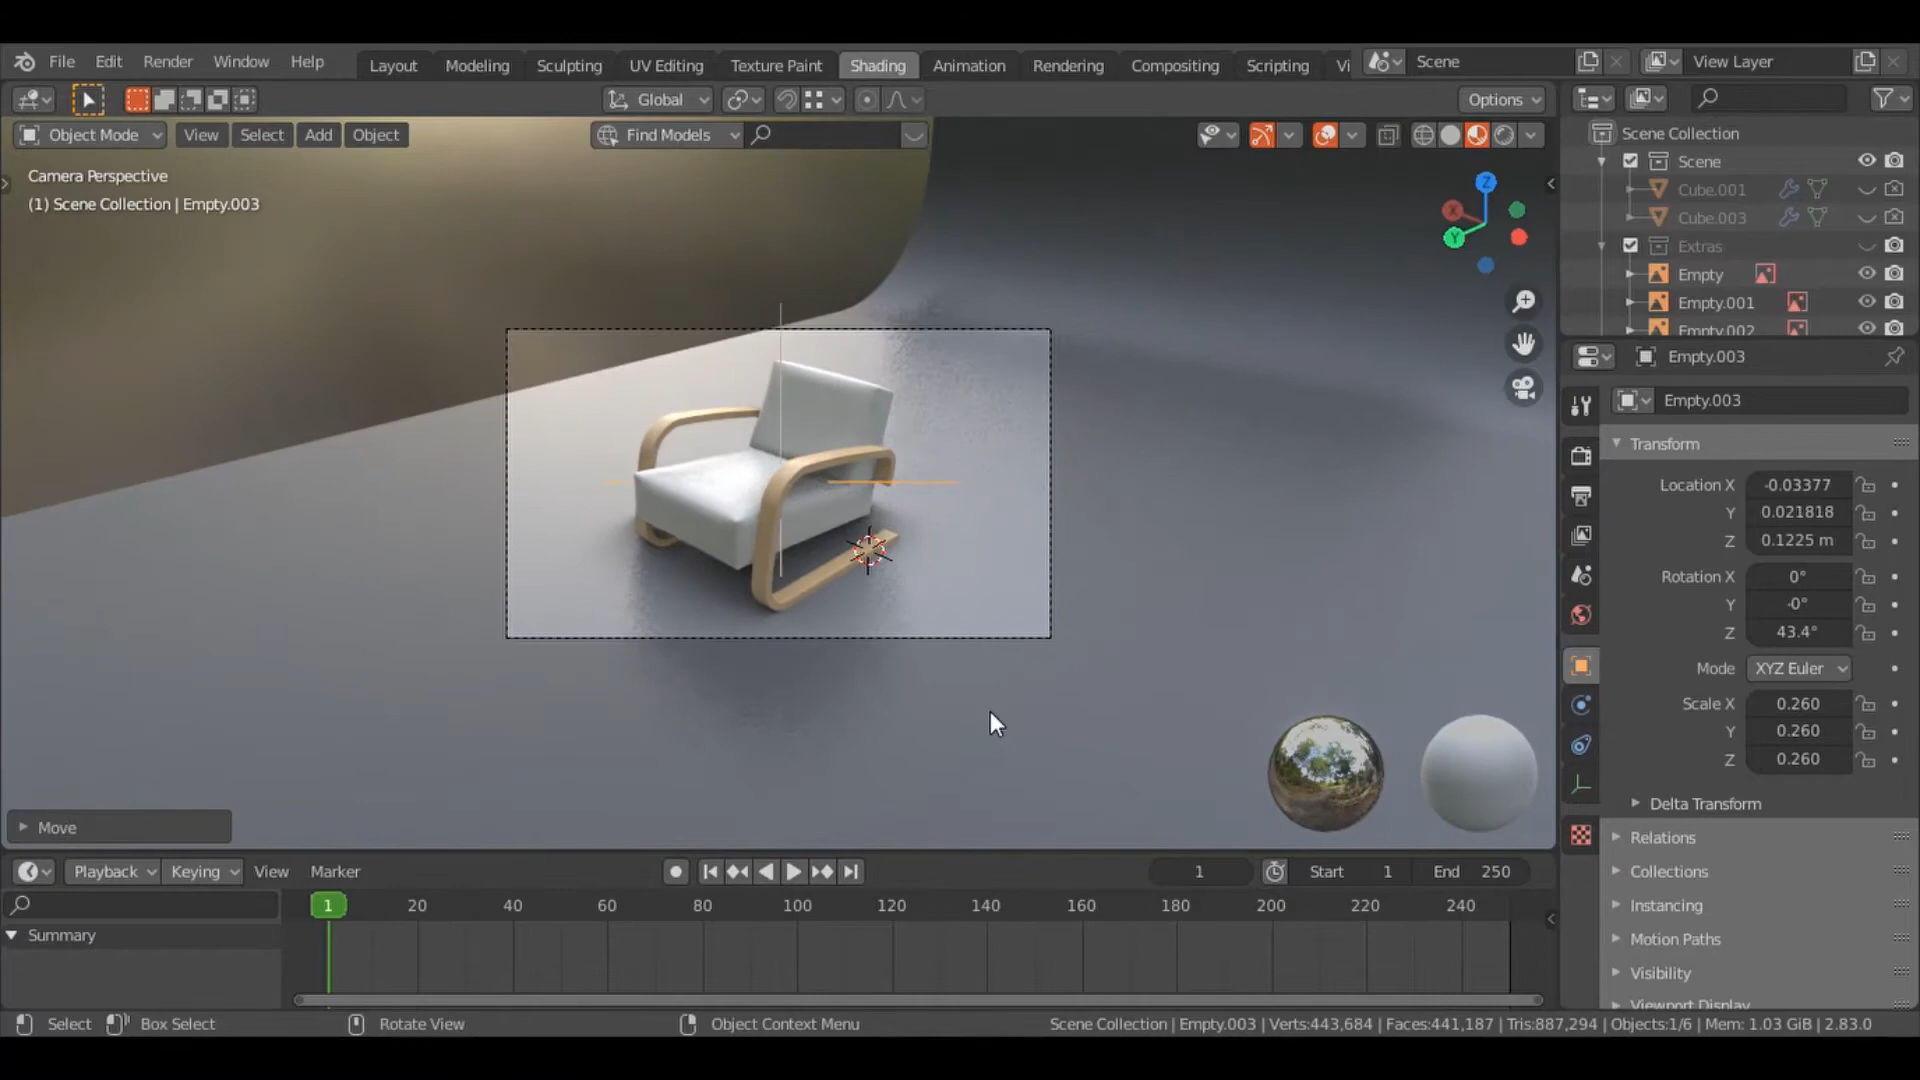 File Edit Render Window Help Layout Modeling Sculpting UV Editing Texture Paint Shading Animation Rendering Compositing Scripting Vi Scene View Layer
Global Options
Object Mode View Select Add Object Find Models
Camera Perspective
(1) Scene Collection | Empty.003
X Y Z
Move
Scene Collection
Scene
Cube.001
Cube.003
Extras
Empty
Empty.001
Empty.002
Empty.003
Empty.003
Transform
Location X -0.03377
Y 0.021818
Z 0.1225 m
Rotation X 0°
Y -0°
Z 43.4°
Mode XYZ Euler
Scale X 0.260
Y 0.260
Z 0.260
Delta Transform
Relations
Collections
Instancing
Motion Paths
Visibility
Viewport Display
Playback Keying View Marker 1 Start 1 End 250
1 20 40 60 80 100 120 140 160 180 200 220 240
Summary
Select Box Select Rotate View Object Context Menu Scene Collection | Empty.003 | Verts:443,684 | Faces:441,187 | Tris:887,294 | Objects:1/6 | Mem: 1.03 GiB | 2.83.0